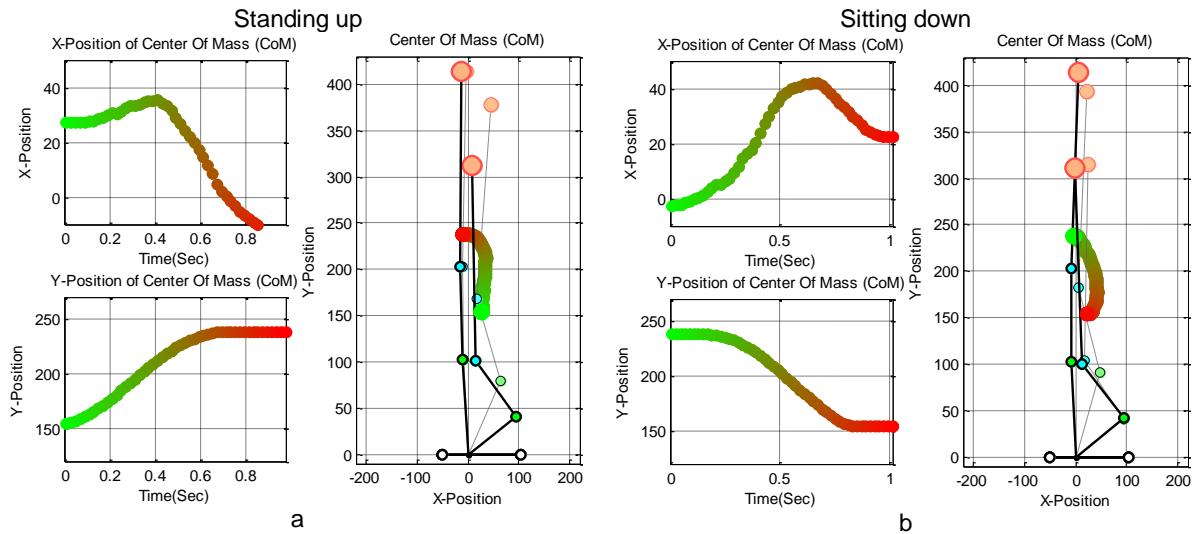 Standing up
X-Position of Center Of Mass (CoM)
X-Position
40
20
0
0 0.2 0.4 0.6 0.8
Time(Sec)
Y-Position of Center Of Mass (CoM)
Y-Position
250
200
150
0 0.2 0.4 0.6 0.8
Time(Sec)
Center Of Mass (CoM)
Y-Position
400
350
300
250
200
150
100
50
0
-200 -100 0 100 200
X-Position
a
Sitting down
X-Position of Center Of Mass (CoM)
X-Position
40
20
0
0 0.5 1
Time(Sec)
Y-Position of Center Of Mass (CoM)
Y-Position
250
200
150
0 0.5 1
Time(Sec)
Center Of Mass (CoM)
Y-Position
400
350
300
250
200
150
100
50
0
-200 -100 0 100 200
X-Position
b